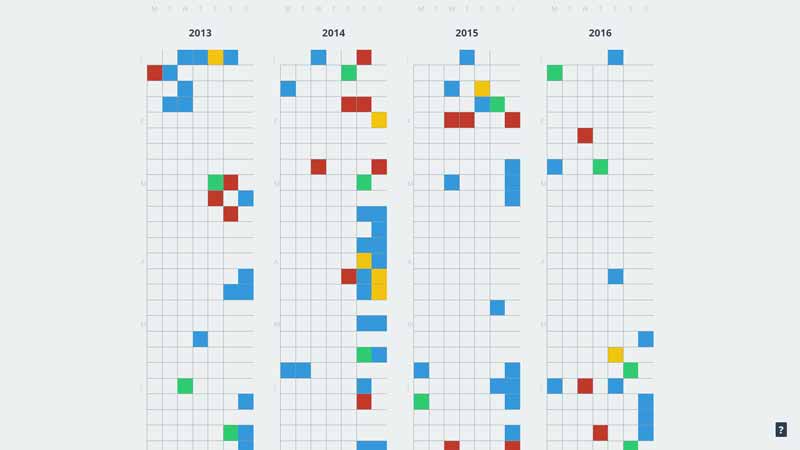 M T W T F S S M T W T F S S M T W T F S S M T W T F S S
2013 2014 2015 2016
J J J J
F F F F
M M M M
A A A A
M M M M
J J J J
?